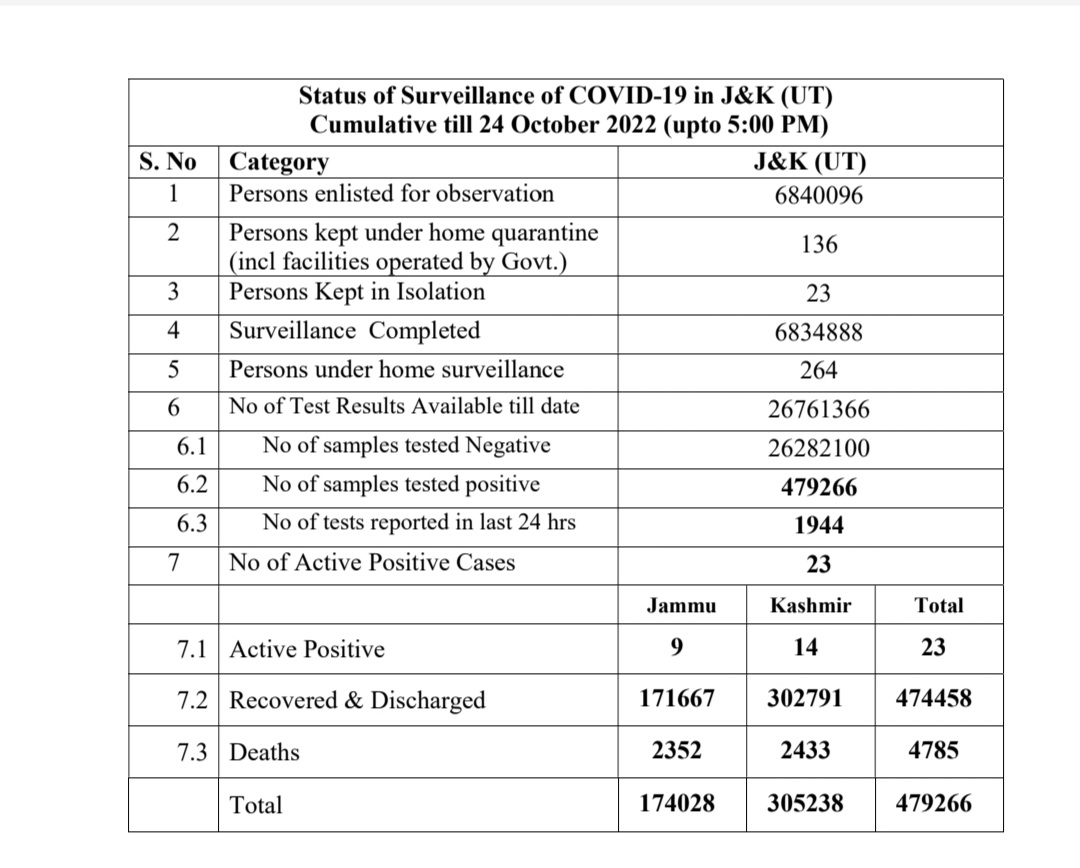 Status of Surveillance of COVID-19 in J&K (UT)
Cumulative till 24 October 2022 (upto 5:00 PM)
S. No Category J&K (UT)
1 Persons enlisted for observation 6840096
2 Persons kept under home quarantine
(incl facilities operated by Govt.) 136
3 Persons Kept in Isolation 23
4 Surveillance Completed 6834888
5 Persons under home surveillance 264
6 No of Test Results Available till date 26761366
6.1 No of samples tested Negative 26282100
6.2 No of samples tested positive 479266
6.3 No of tests reported in last 24 hrs 1944
7 No of Active Positive Cases 23
Jammu Kashmir Total
7.1 Active Positive 9 14 23
7.2 Recovered & Discharged 171667 302791 474458
7.3 Deaths 2352 2433 4785
Total 174028 305238 479266